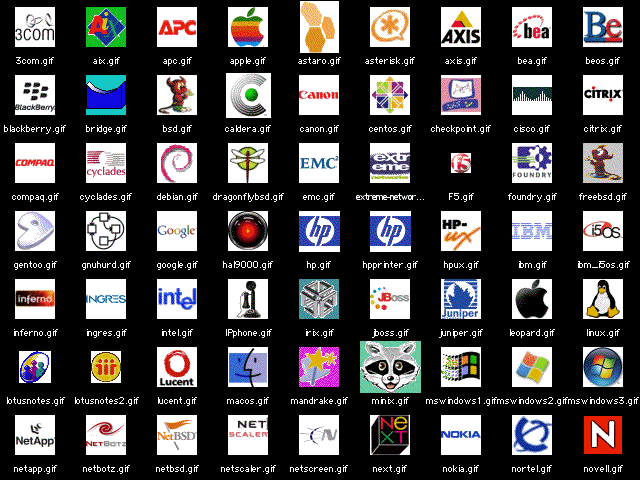 3com
AIX
APC
AXIS
bea
Be
3com.gif aix.gif apc.gif apple.gif astaro.gif asterisk.gif axis.gif bea.gif beos.gif
BlackBerry
Canon
CITRIX
blackberry.gif bridge.gif bsd.gif caldera.gif canon.gif centos.gif checkpoint.gif cisco.gif citrix.gif
COMPAQ
cyclades
EMC²
extreme
networks
f5
FOUNDRY
compaq.gif cyclades.gif debian.gif dragonflybsd.gif emc.gif extreme-networ... F5.gif foundry.gif freebsd.gif
Google
hp
hp
HP-
UX
IBM
i5OS
gentoo.gif gnuhurd.gif google.gif hal9000.gif hp.gif hpprinter.gif hpux.gif ibm.gif ibm_i5os.gif
inferno
INGRES
intel
JBoss
Juniper
inferno.gif ingres.gif intel.gif IPphone.gif irix.gif jboss.gif juniper.gif leopard.gif linux.gif
Lucent
lotusnotes.gif lotusnotes2.gif lucent.gif macos.gif mandrake.gif minix.gif mswindows1.gif mswindows2.gif mswindows3.gif
NetApp
NETBOTZ
NetBSD
NET
SCALER
N
NeXT
NOKIA
N
netapp.gif netbotz.gif netbsd.gif netscaler.gif netscreen.gif next.gif nokia.gif nortel.gif novell.gif